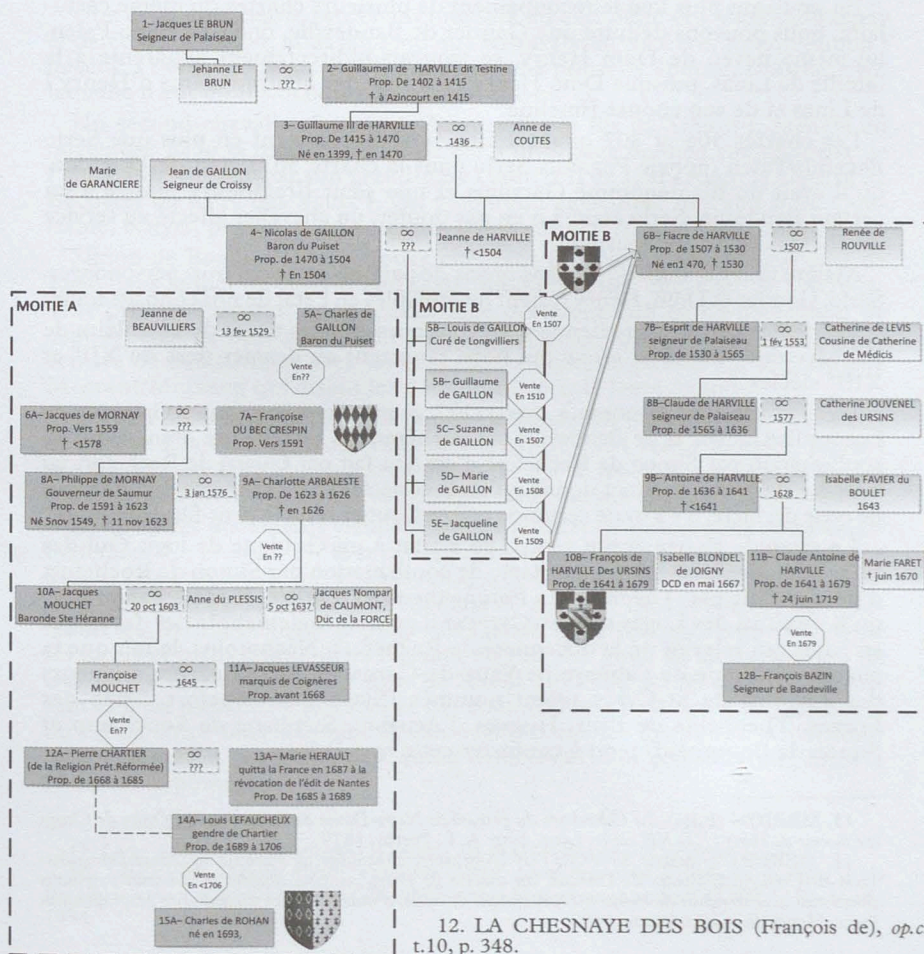 1– Jacques LE BRUN
Seigneur de Palaiseau
Jehanne LE
BRUN
∞
???
2– GuillaumeII de HARVILLE dit Testine
Prop. De 1402 à 1415
† à Azincourt en 1415
3– Guillaume III de HARVILLE
Prop. De 1415 à 1470
Né en 1399, † en 1470
∞
1436
Anne de
COUTES
Marie
de GARANCIERE
Jean de GAILLON
Seigneur de Croissy
4– Nicolas de GAILLON
Baron du Puiset
Prop. de 1470 à 1504
† En 1504
∞
???
Jeanne de HARVILLE
† <1504
MOITIE B
6B– Fiacre de HARVILLE
Prop. de 1507 à 1530
Né en1 470, † 1530
∞
1507
Renée de
ROUVILLE
7B– Esprit de HARVILLE
seigneur de Palaiseau
Prop. de 1530 à 1565
∞
1 fév 1553
Catherine de LEVIS
Cousine de Catherine
de Médicis
8B– Claude de HARVILLE
seigneur de Palaiseau
Prop. de 1565 à 1636
∞
1577
Catherine JOUVENEL
des URSINS
9B– Antoine de HARVILLE
Prop. de 1636 à 1641
†<1641
∞
1628
Isabelle FAVIER du
BOULET
1643
10B– François de
HARVILLE Des URSINS
Prop. de 1641 à 1679
Isabelle BLONDEL
de JOIGNY
DCD en mai 1667
11B– Claude Antoine de
HARVILLE
Prop. de 1641 à 1679
† 24 juin 1719
Marie FARET
† juin 1670
Vente
En 1679
12B– François BAZIN
Seigneur de Bandeville
MOITIE B
Vente
En 1507
5B– Louis de GAILLON
Curé de Longvilliers
5B– Guillaume
de GAILLON
Vente
En 1510
5C– Suzanne
de GAILLON
Vente
En 1507
5D– Marie
de GAILLON
Vente
En 1508
5E– Jacqueline
de GAILLON
Vente
En 1509
MOITIE A
Jeanne de
BEAUVILLIERS
∞
13 fev 1529
5A– Charles de
GAILLON
Baron du Puiset
Vente
En??
6A– Jacques de MORNAY
Prop. Vers 1559
† <1578
∞
???
7A– Françoise
DU BEC CRESPIN
Prop. Vers 1591
8A– Philippe de MORNAY
Gouverneur de Saumur
Prop. de 1591 à 1623
Né 5nov 1549, † 11 nov 1623
∞
3 jan 1576
9A– Charlotte ARBALESTE
Prop. De 1623 à 1626
† en 1626
Vente
En ??
10A– Jacques
MOUCHET
Baronde Ste Héranne
∞
20 oct 1603
Anne du PLESSIS
∞
5 oct 1637
Jacques Nompar
de CAUMONT,
Duc de la FORCE
Françoise
MOUCHET
∞
1645
11A– Jacques LEVASSEUR
marquis de Coignères
Prop. avant 1668
Vente
En??
12A– Pierre CHARTIER
(de la Religion Prét.Réformée)
Prop. de 1668 à 1685
∞
???
13A– Marie HERAULT
quitta la France en 1687 à la
révocation de l'édit de Nantes
Prop. De 1685 à 1689
14A– Louis LEFAUCHEUX
gendre de Chartier
Prop. de 1689 à 1706
Vente
En <1706
15A– Charles de ROHAN
né en 1693,
12. LA CHESNAYE DES BOIS (François de), op.c
t.10, p. 348.